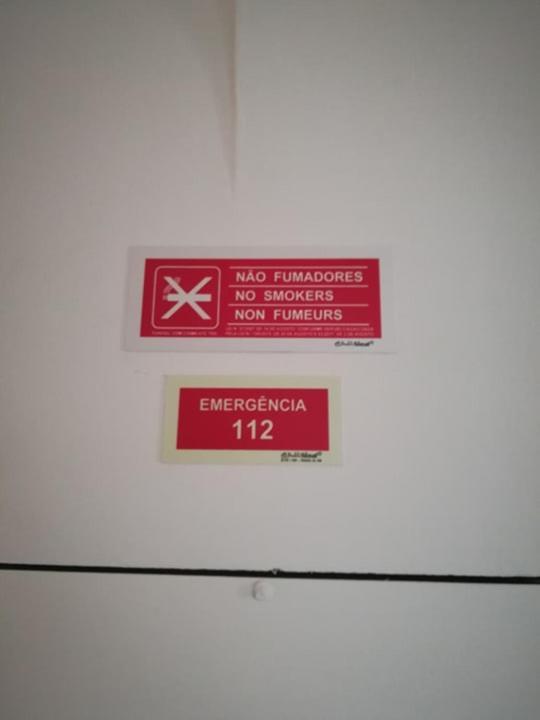 NÃO FUMADORES
NO SMOKERS
NON FUMEURS
EMERGÊNCIA
112